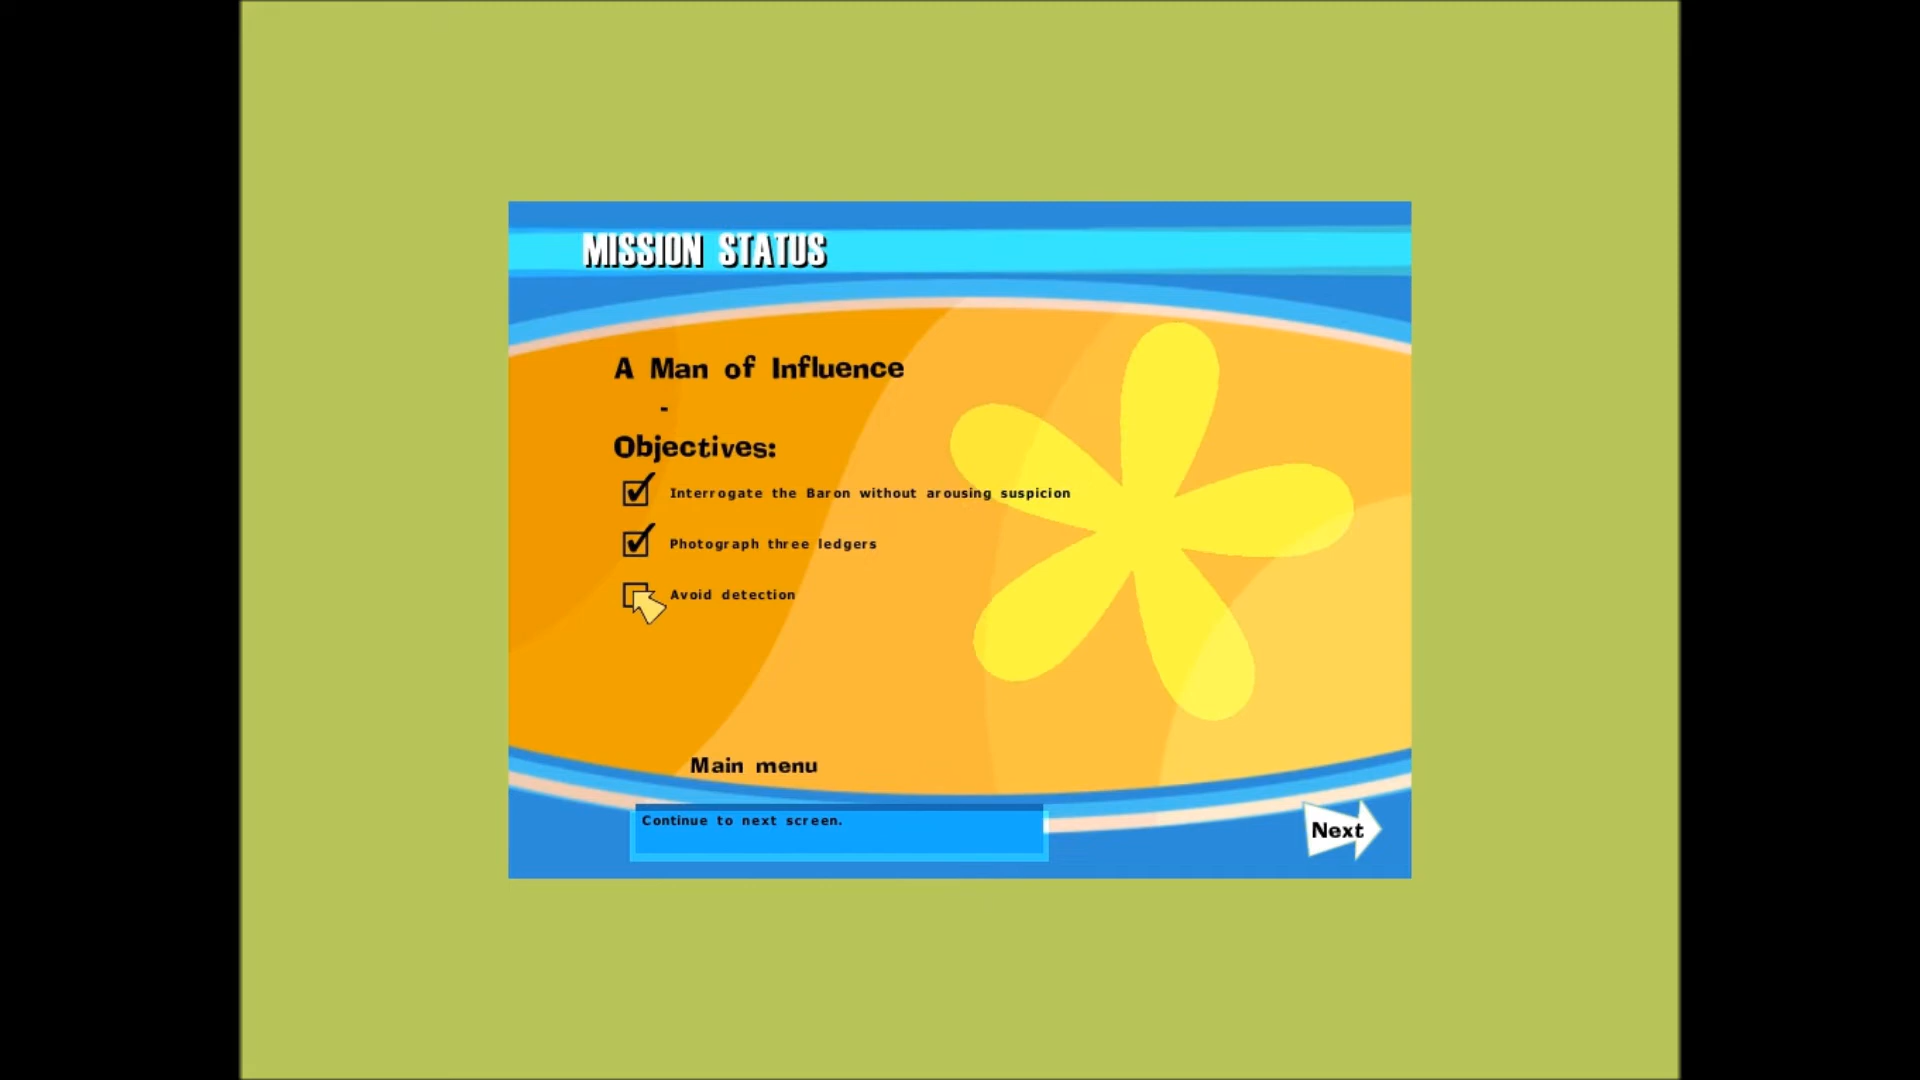 MISSION STATUS
A Man of Influence
-
Objectives:
Interrogate the Baron without arousing suspicion
Photograph three ledgers
Avoid detection
Main menu
Continue to next screen.
Next